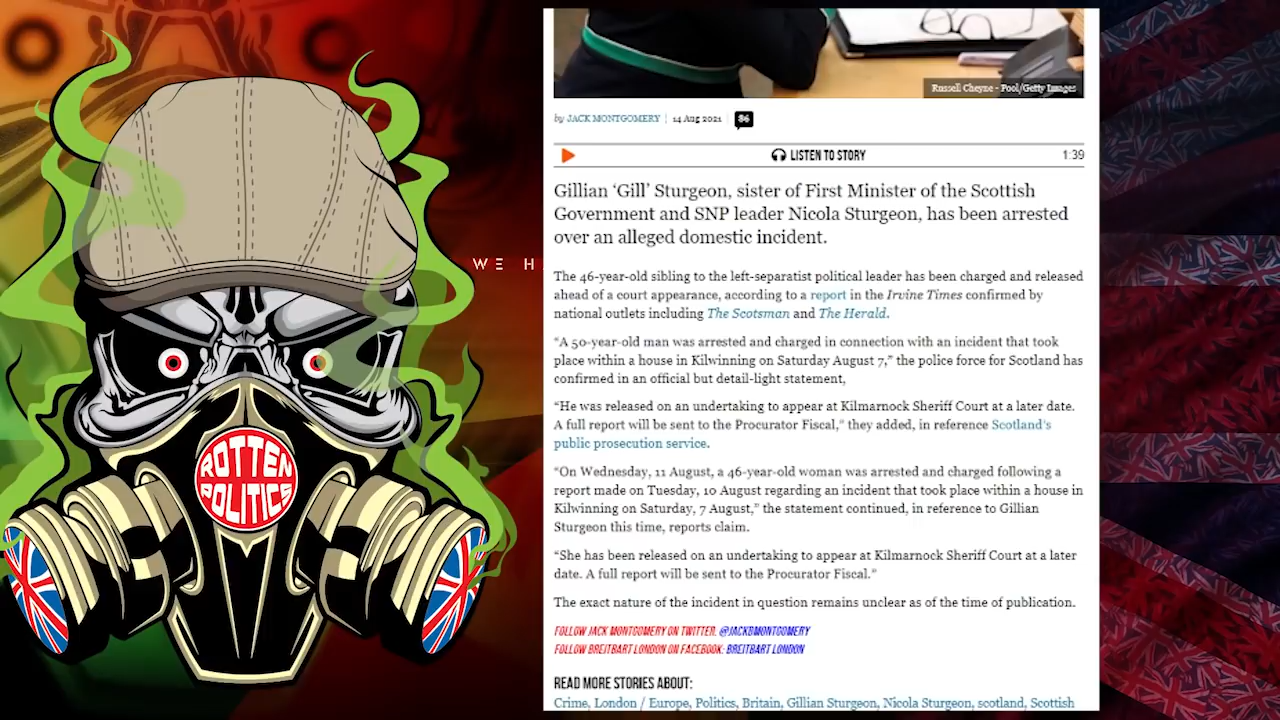 Russell Cheyne - Pool/Getty Images
by JACK MONTGOMERY | 14 Aug 2021 86
LISTEN TO STORY 1:39
Gillian ‘Gill’ Sturgeon, sister of First Minister of the Scottish
Government and SNP leader Nicola Sturgeon, has been arrested
over an alleged domestic incident.
WE H
The 46-year-old sibling to the left-separatist political leader has been charged and released
ahead of a court appearance, according to a report in the Irvine Times confirmed by
national outlets including The Scotsman and The Herald.
“A 50-year-old man was arrested and charged in connection with an incident that took
place within a house in Kilwinning on Saturday August 7,” the police force for Scotland has
confirmed in an official but detail-light statement,
“He was released on an undertaking to appear at Kilmarnock Sheriff Court at a later date.
A full report will be sent to the Procurator Fiscal,” they added, in reference Scotland's
public prosecution service.
“On Wednesday, 11 August, a 46-year-old woman was arrested and charged following a
report made on Tuesday, 10 August regarding an incident that took place within a house in
Kilwinning on Saturday, 7 August,” the statement continued, in reference to Gillian
Sturgeon this time, reports claim.
“She has been released on an undertaking to appear at Kilmarnock Sheriff Court at a later
date. A full report will be sent to the Procurator Fiscal.”
The exact nature of the incident in question remains unclear as of the time of publication.
FOLLOW JACK MONTGOMERY ON TWITTER: @JACKBMONTGOMERY
FOLLOW BREITBART LONDON ON FACEBOOK: BREITBART LONDON
READ MORE STORIES ABOUT:
Crime, London / Europe, Politics, Britain, Gillian Sturgeon, Nicola Sturgeon, scotland, Scottish
ROTTEN
POLITICS